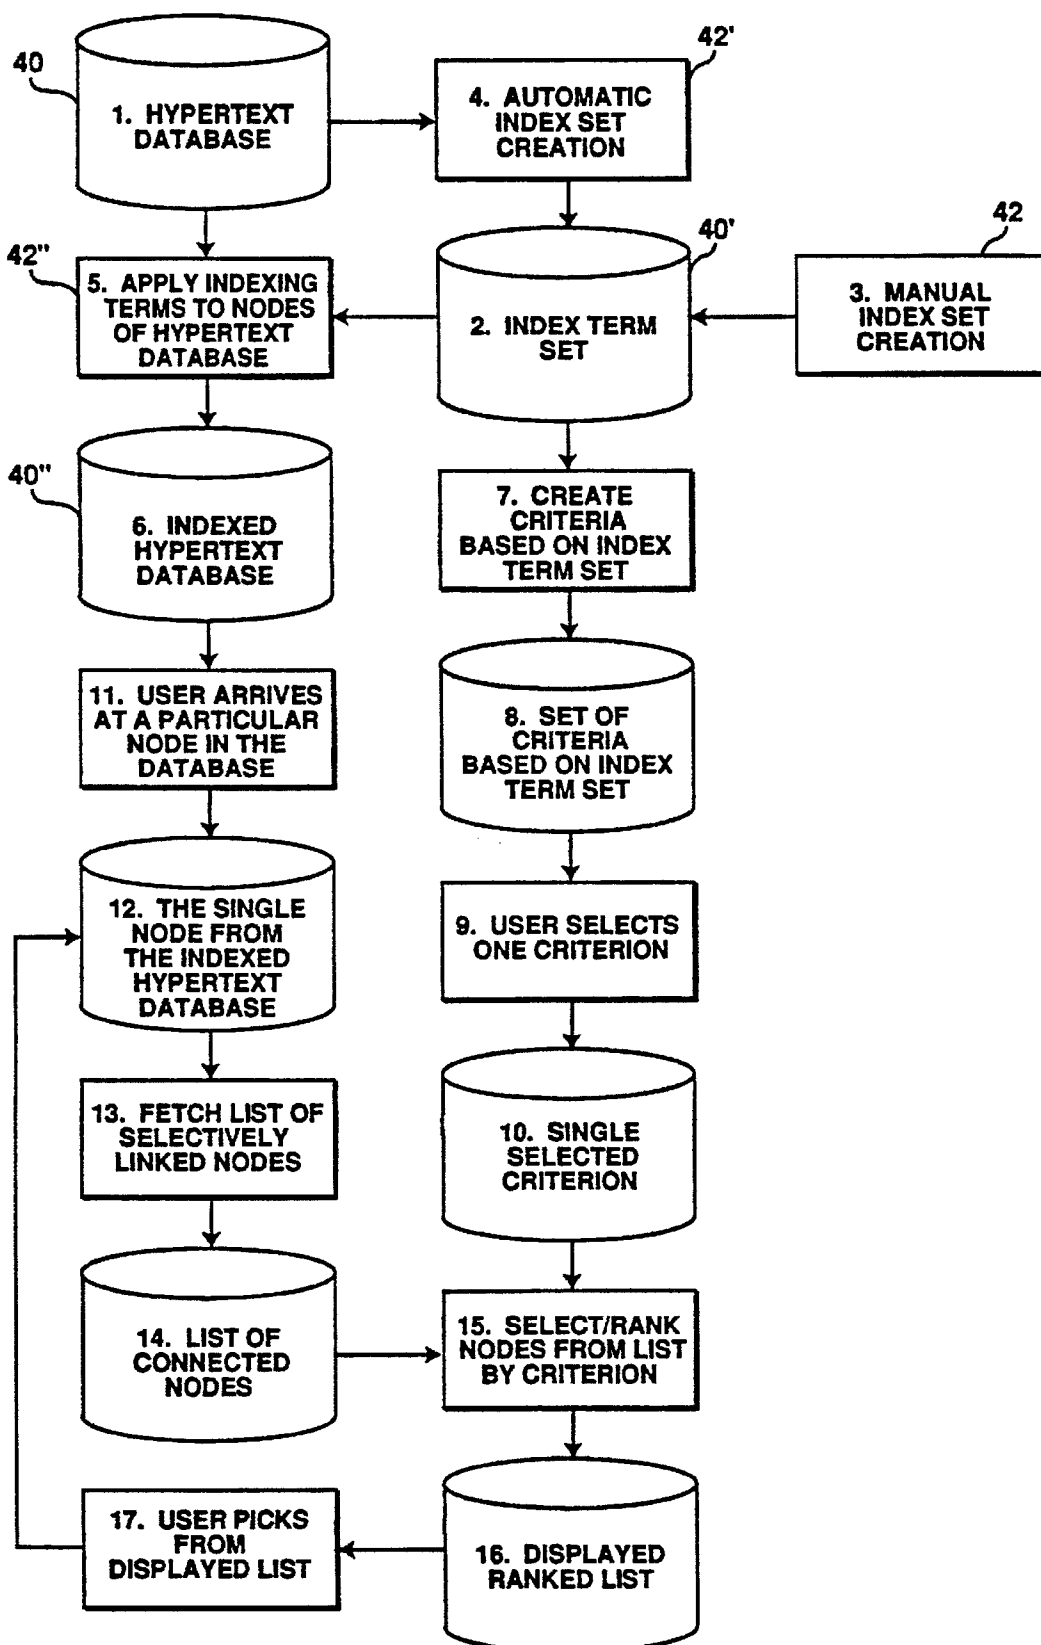 40
1. HYPERTEXT
DATABASE
42'
4. AUTOMATIC
INDEX SET
CREATION
42"
5. APPLY INDEXING
TERMS TO NODES
OF HYPERTEXT
DATABASE
40'
2. INDEX TERM
SET
42
3. MANUAL
INDEX SET
CREATION
40"
6. INDEXED
HYPERTEXT
DATABASE
7. CREATE
CRITERIA
BASED ON INDEX
TERM SET
11. USER ARRIVES
AT A PARTICULAR
NODE IN THE
DATABASE
8. SET OF
CRITERIA
BASED ON INDEX
TERM SET
12. THE SINGLE
NODE FROM
THE INDEXED
HYPERTEXT
DATABASE
9. USER SELECTS
ONE CRITERION
13. FETCH LIST OF
SELECTIVELY
LINKED NODES
10. SINGLE
SELECTED
CRITERION
14. LIST OF
CONNECTED
NODES
15. SELECT/RANK
NODES FROM LIST
BY CRITERION
17. USER PICKS
FROM
DISPLAYED LIST
16. DISPLAYED
RANKED LIST